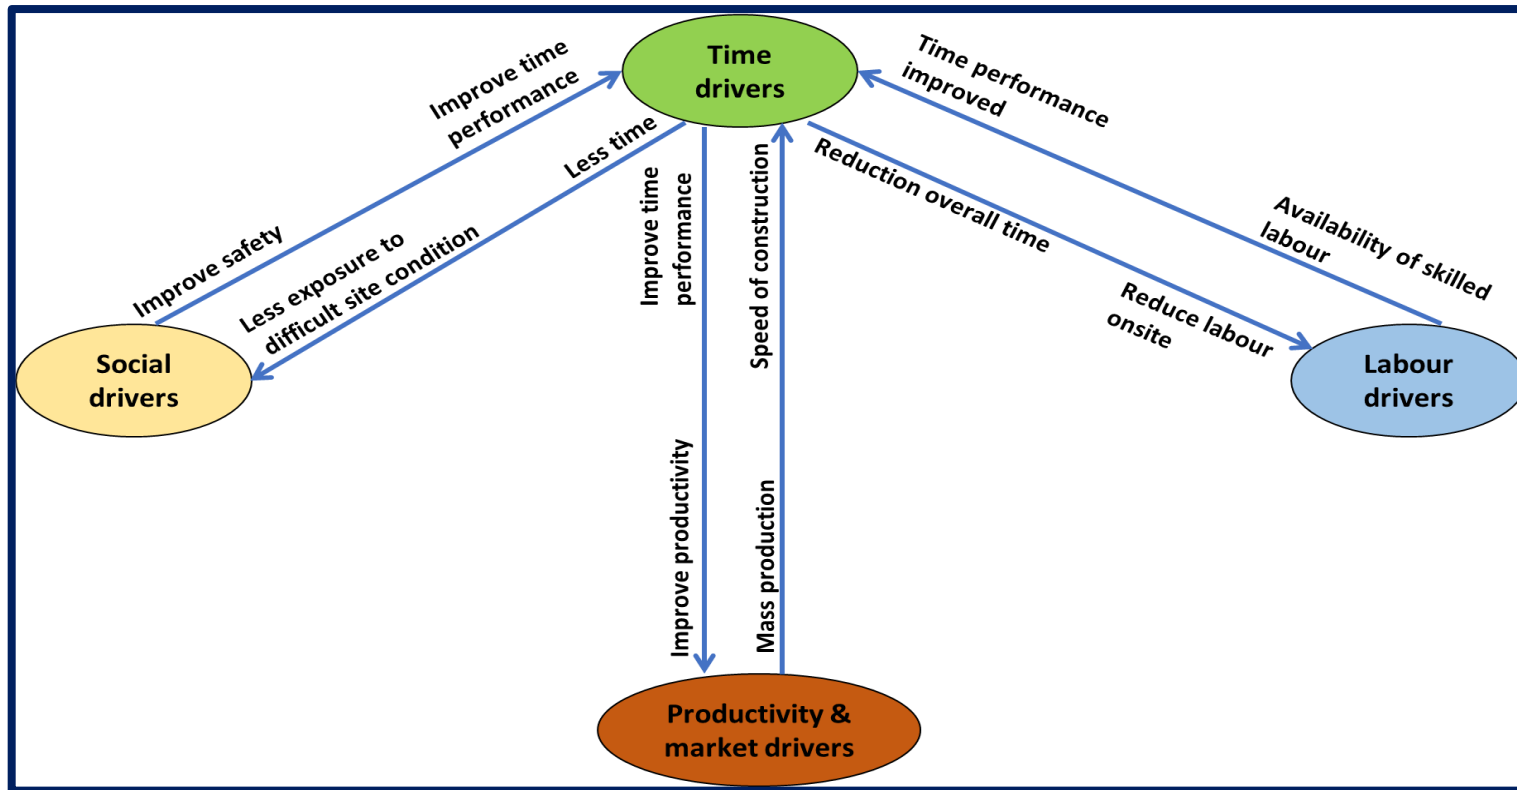 Time
drivers
Improve time
performance
Improve safety
Less time
Less exposure to
difficult site condition
Improve time
performance
Improve productivity
Speed of construction
Mass production
Time performance
improved
Availability of skilled
labour
Reduction overall time
Reduce labour
onsite
Social
drivers
Labour
drivers
Productivity &
market drivers